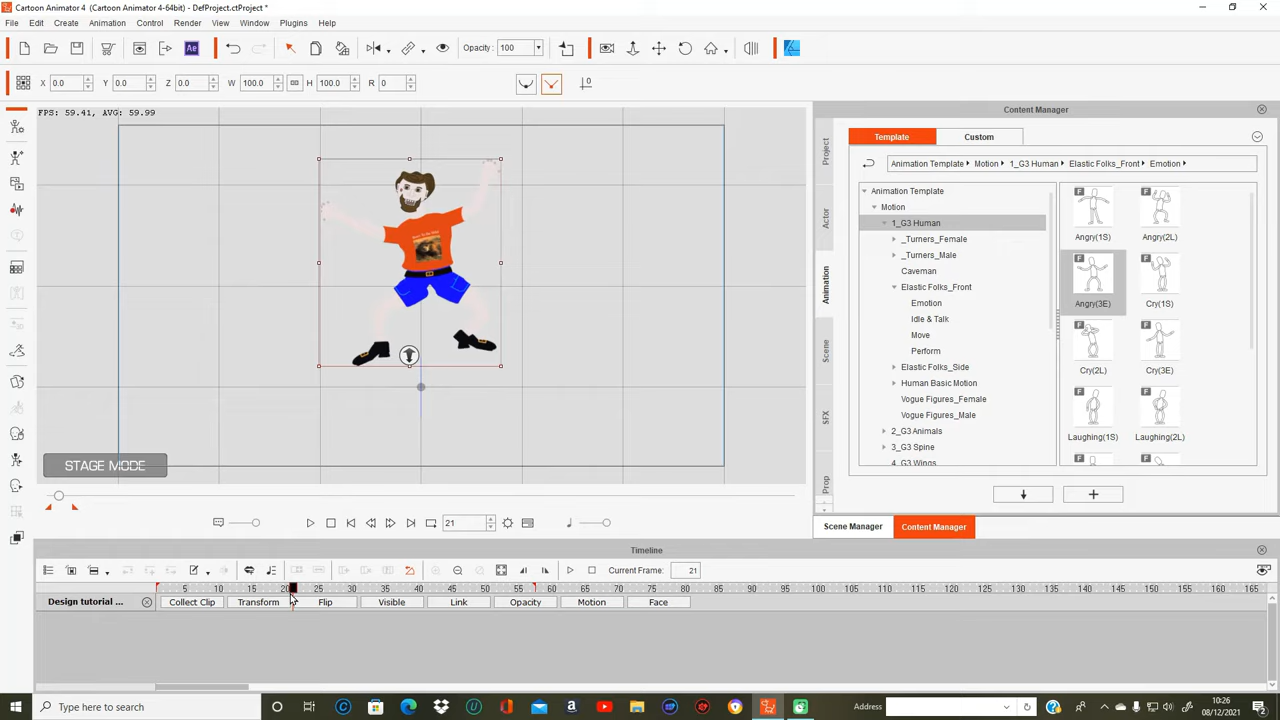 Cartoon Animator 4 (Cartoon Animator 4-64bit) - DefProject.ctProject *
File Edit Create Animation Control Render View Window Plugins Help
Ae Opacity : 100
X 0.0 Y 0.0 Z 0.0 W 100.0 H 100.0 R 0
FPS: 59.41, AVG: 59.99
STAGE MODE
Content Manager
Template Custom
Project
Actor
Animation
Scene
SFX
Prop
Animation Template Motion 1_G3 Human Elastic Folks_Front Emotion
Animation Template
Motion
1_G3 Human
_Turners_Female
_Turners_Male
Caveman
Elastic Folks_Front
Emotion
Idle & Talk
Move
Perform
Elastic Folks_Side
Human Basic Motion
Vogue Figures_Female
Vogue Figures_Male
2_G3 Animals
3_G3 Spine
4_G3 Wings
F F
Angry(1S) Angry(2L)
F F
Angry(3E) Cry(1S)
F F
Cry(2L) Cry(3E)
F F
Laughing(1S) Laughing(2L)
F F
Scene Manager Content Manager
21
Timeline
Current Frame: 21
5 10 15 20 25 30 35 40 45 50 55 60 65 70 75 80 85 90 95 100 105 110 115 120 125 130 135 140 145 150 155 160 165
Design tutorial ... Collect Clip Transform Flip Visible Link Opacity Motion Face
Type here to search
Address
10:26
08/12/2021